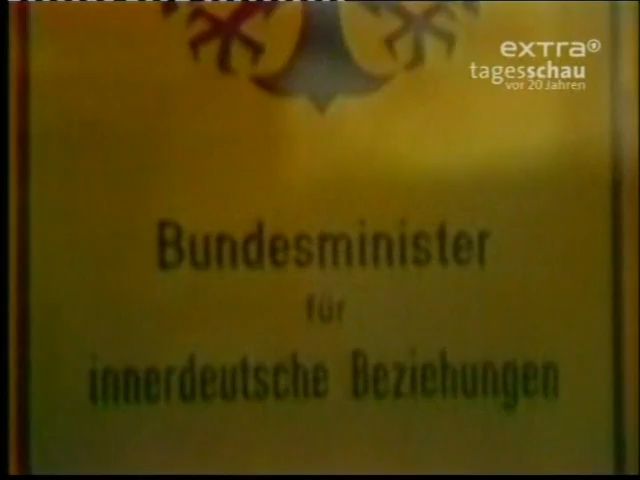 extra
tagesschau
vor 20 Jahren
Bundesminister
für
innerdeutsche Beziehungen